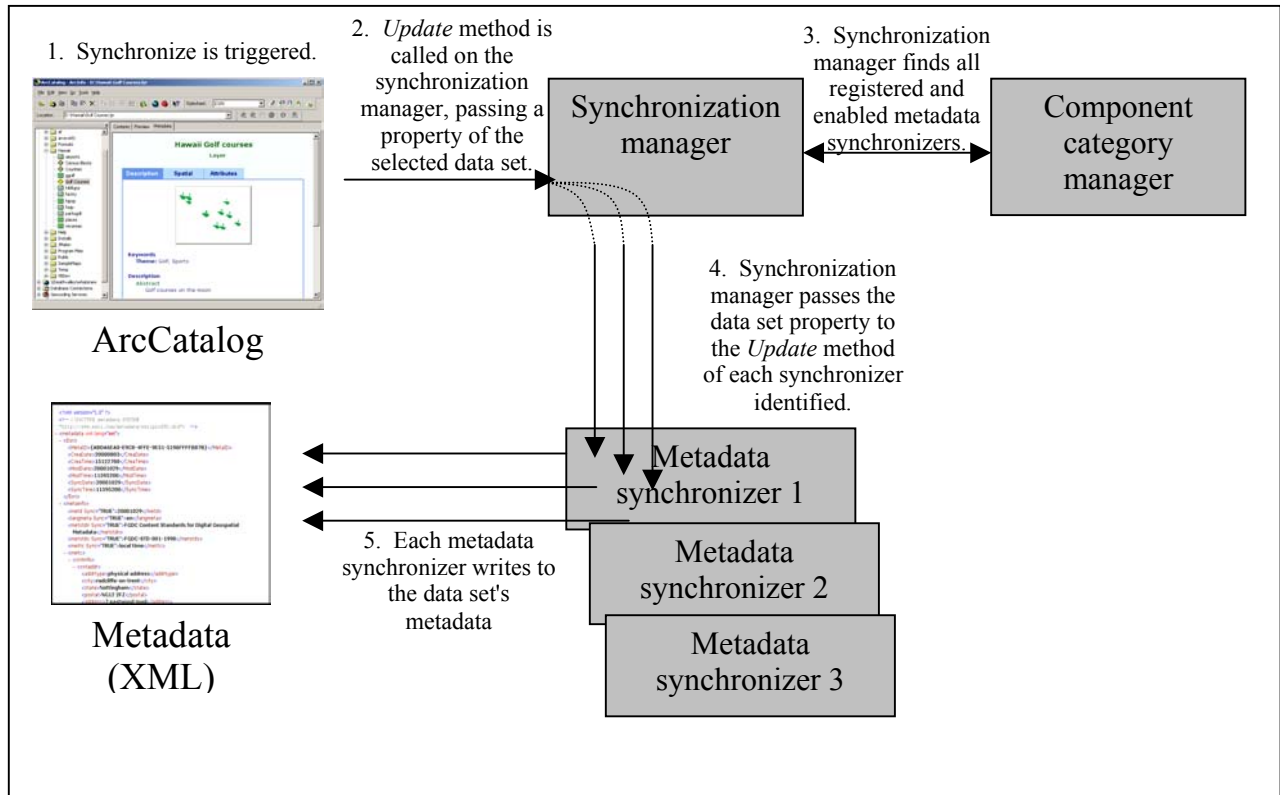 1. Synchronize is triggered.
Hawaii Golf courses
Layer
Description Spatial Attributes
Keywords
Theme: Golf, Sports
Description
Abstract
Golf courses on the moon
ArcCatalog
2. Update method is
called on the
synchronization
manager, passing a
property of the
selected data set.
Synchronization
manager
3. Synchronization
manager finds all
registered and
enabled metadata
synchronizers.
Component
category
manager
4. Synchronization
manager passes the
data set property to
the Update method
of each synchronizer
identified.
Metadata
synchronizer 1
Metadata
synchronizer 2
Metadata
synchronizer 3
5. Each metadata
synchronizer writes to
the data set's
metadata
Metadata
(XML)